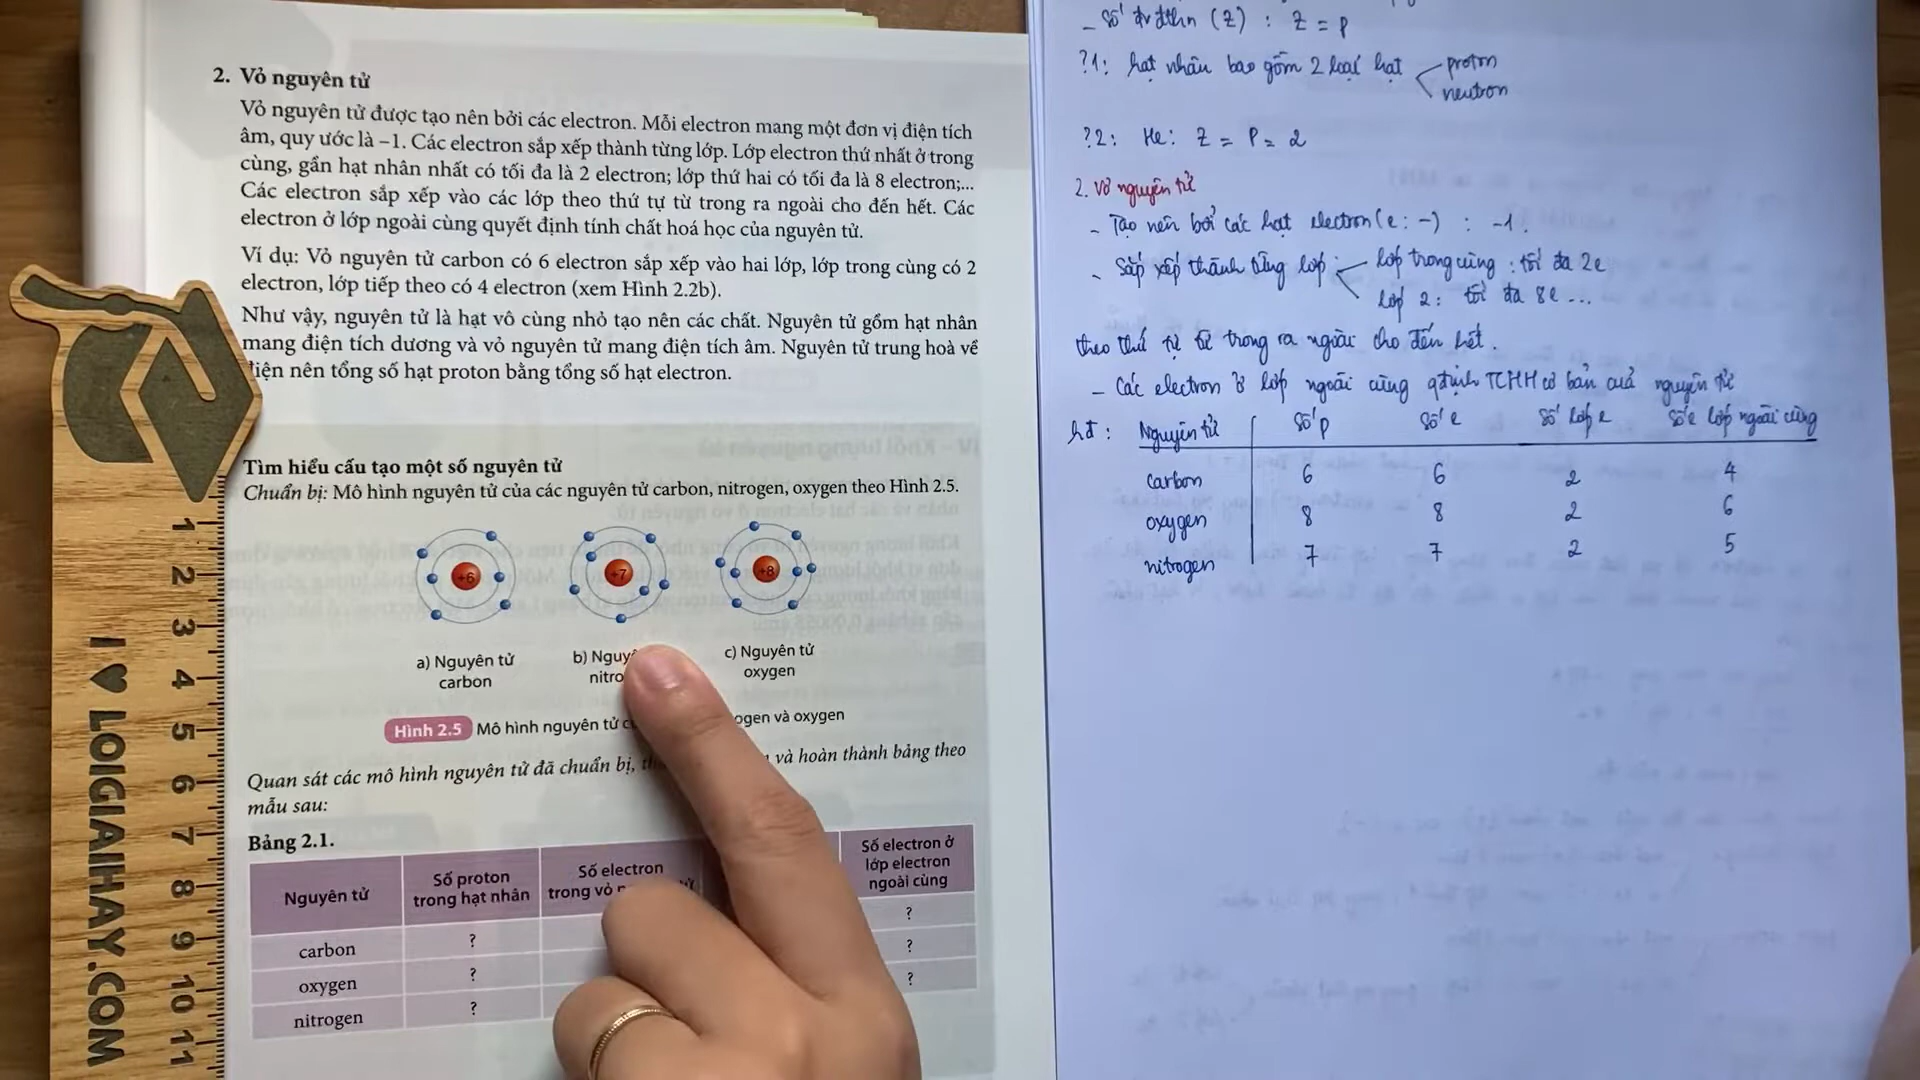 2. Vỏ nguyên tử
Vỏ nguyên tử được tạo nên bởi các electron. Mỗi electron mang một đơn vị điện tích
âm, quy ước là –1. Các electron sắp xếp thành từng lớp. Lớp electron thứ nhất ở trong
cùng, gần hạt nhân nhất có tối đa là 2 electron; lớp thứ hai có tối đa là 8 electron;...
Các electron sắp xếp vào các lớp theo thứ tự từ trong ra ngoài cho đến hết. Các
electron ở lớp ngoài cùng quyết định tính chất hoá học của nguyên tử.
Ví dụ: Vỏ nguyên tử carbon có 6 electron sắp xếp vào hai lớp, lớp trong cùng có 2
electron, lớp tiếp theo có 4 electron (xem Hình 2.2b).
Như vậy, nguyên tử là hạt vô cùng nhỏ tạo nên các chất. Nguyên tử gồm hạt nhân
mang điện tích dương và vỏ nguyên tử mang điện tích âm. Nguyên tử trung hoà về
điện nên tổng số hạt proton bằng tổng số hạt electron.
Tìm hiểu cấu tạo một số nguyên tử
Chuẩn bị: Mô hình nguyên tử của các nguyên tử carbon, nitrogen, oxygen theo Hình 2.5.
+6 +7 +8
a) Nguyên tử
carbon
b) Nguy
nitro
c) Nguyên tử
oxygen
Hình 2.5 Mô hình nguyên tử c ogen và oxygen
Quan sát các mô hình nguyên tử đã chuẩn bị, và hoàn thành bảng theo
mẫu sau:
Bảng 2.1.
Nguyên tử
Số proton
trong hạt nhân
Số electron
trong vỏ
Số electron ở
lớp electron
ngoài cùng
carbon ? ?
oxygen ? ?
nitrogen ? ?
I ♥ LOIGIAIHAY.COM
1 2 3 4 5 6 7 8 9 10 11
(Z) : Z = P
?1: hạt nhân bao gồm 2 loại hạt
proton
neutron
?2: He: Z = P = 2
2. Vỏ nguyên tử
- Tạo nên bởi các hạt electron (e: -) : -1.
- Sắp xếp thành từng lớp
lớp trong cùng: tối đa 2e
lớp 2: tối đa 8e ...
theo thứ tự từ trong ra ngoài cho đến hết.
- Các electron ở lớp ngoài cùng qđịnh TCHH cơ bản của nguyên tử
hđ: Nguyên tử số p số e số lớp e số e lớp ngoài cùng
carbon 6 6 2 4
oxygen 8 8 2 6
nitrogen 7 7 2 5